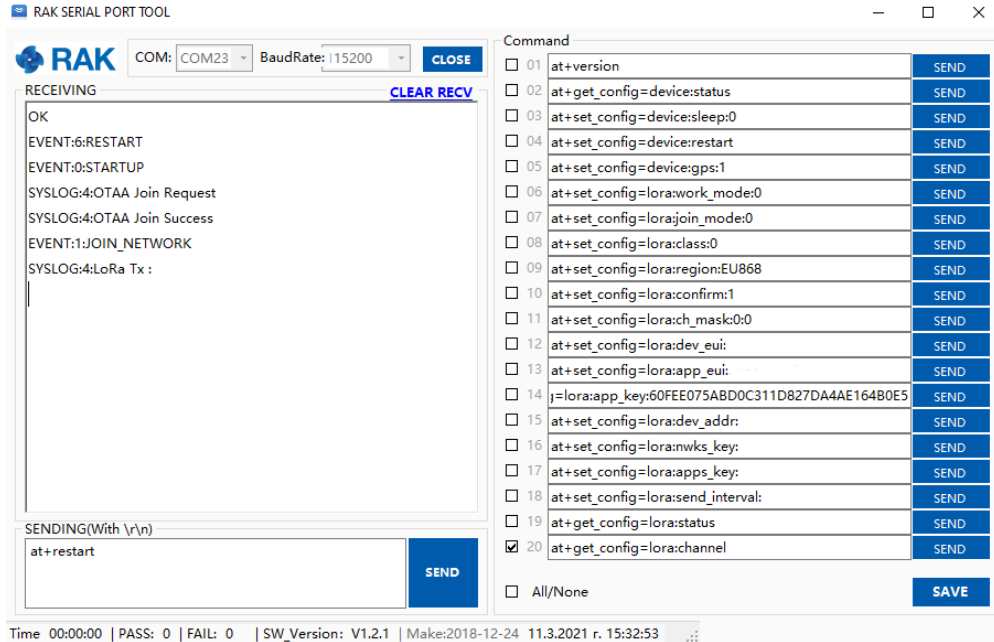 RAK SERIAL PORT TOOL
RAK
COM: COM23
BaudRate: 115200
CLOSE
RECEIVING
CLEAR RECV
OK
EVENT:6:RESTART
EVENT:0:STARTUP
SYSLOG:4:OTAA Join Request
SYSLOG:4:OTAA Join Success
EVENT:1:JOIN_NETWORK
SYSLOG:4:LoRa Tx :
SENDING(With \r\n)
at+restart
SEND
Command
01 at+version SEND
02 at+get_config=device:status SEND
03 at+set_config=device:sleep:0 SEND
04 at+set_config=device:restart SEND
05 at+set_config=device:gps:1 SEND
06 at+set_config=lora:work_mode:0 SEND
07 at+set_config=lora:join_mode:0 SEND
08 at+set_config=lora:class:0 SEND
09 at+set_config=lora:region:EU868 SEND
10 at+set_config=lora:confirm:1 SEND
11 at+set_config=lora:ch_mask:0:0 SEND
12 at+set_config=lora:dev_eui: SEND
13 at+set_config=lora:app_eui: SEND
14 g=lora:app_key:60FEE075ABD0C311D827DA4AE164B0E5 SEND
15 at+set_config=lora:dev_addr: SEND
16 at+set_config=lora:nwks_key: SEND
17 at+set_config=lora:apps_key: SEND
18 at+set_config=lora:send_interval: SEND
19 at+get_config=lora:status SEND
20 at+get_config=lora:channel SEND
All/None
SAVE
Time 00:00:00 | PASS: 0 | FAIL: 0 | SW_Version: V1.2.1 | Make:2018-12-24 11.3.2021 г. 15:32:53